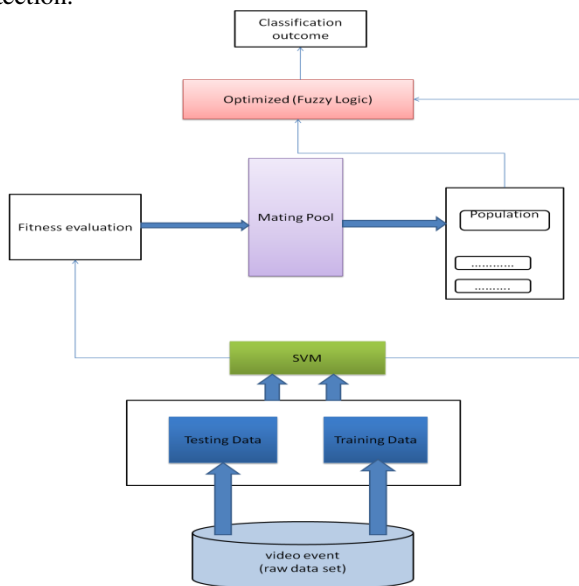 Classification
outcome
Optimized (Fuzzy Logic)
Mating Pool
Fitness evaluation
Population
............
..........
SVM
Testing Data
Training Data
video event
(raw data set)